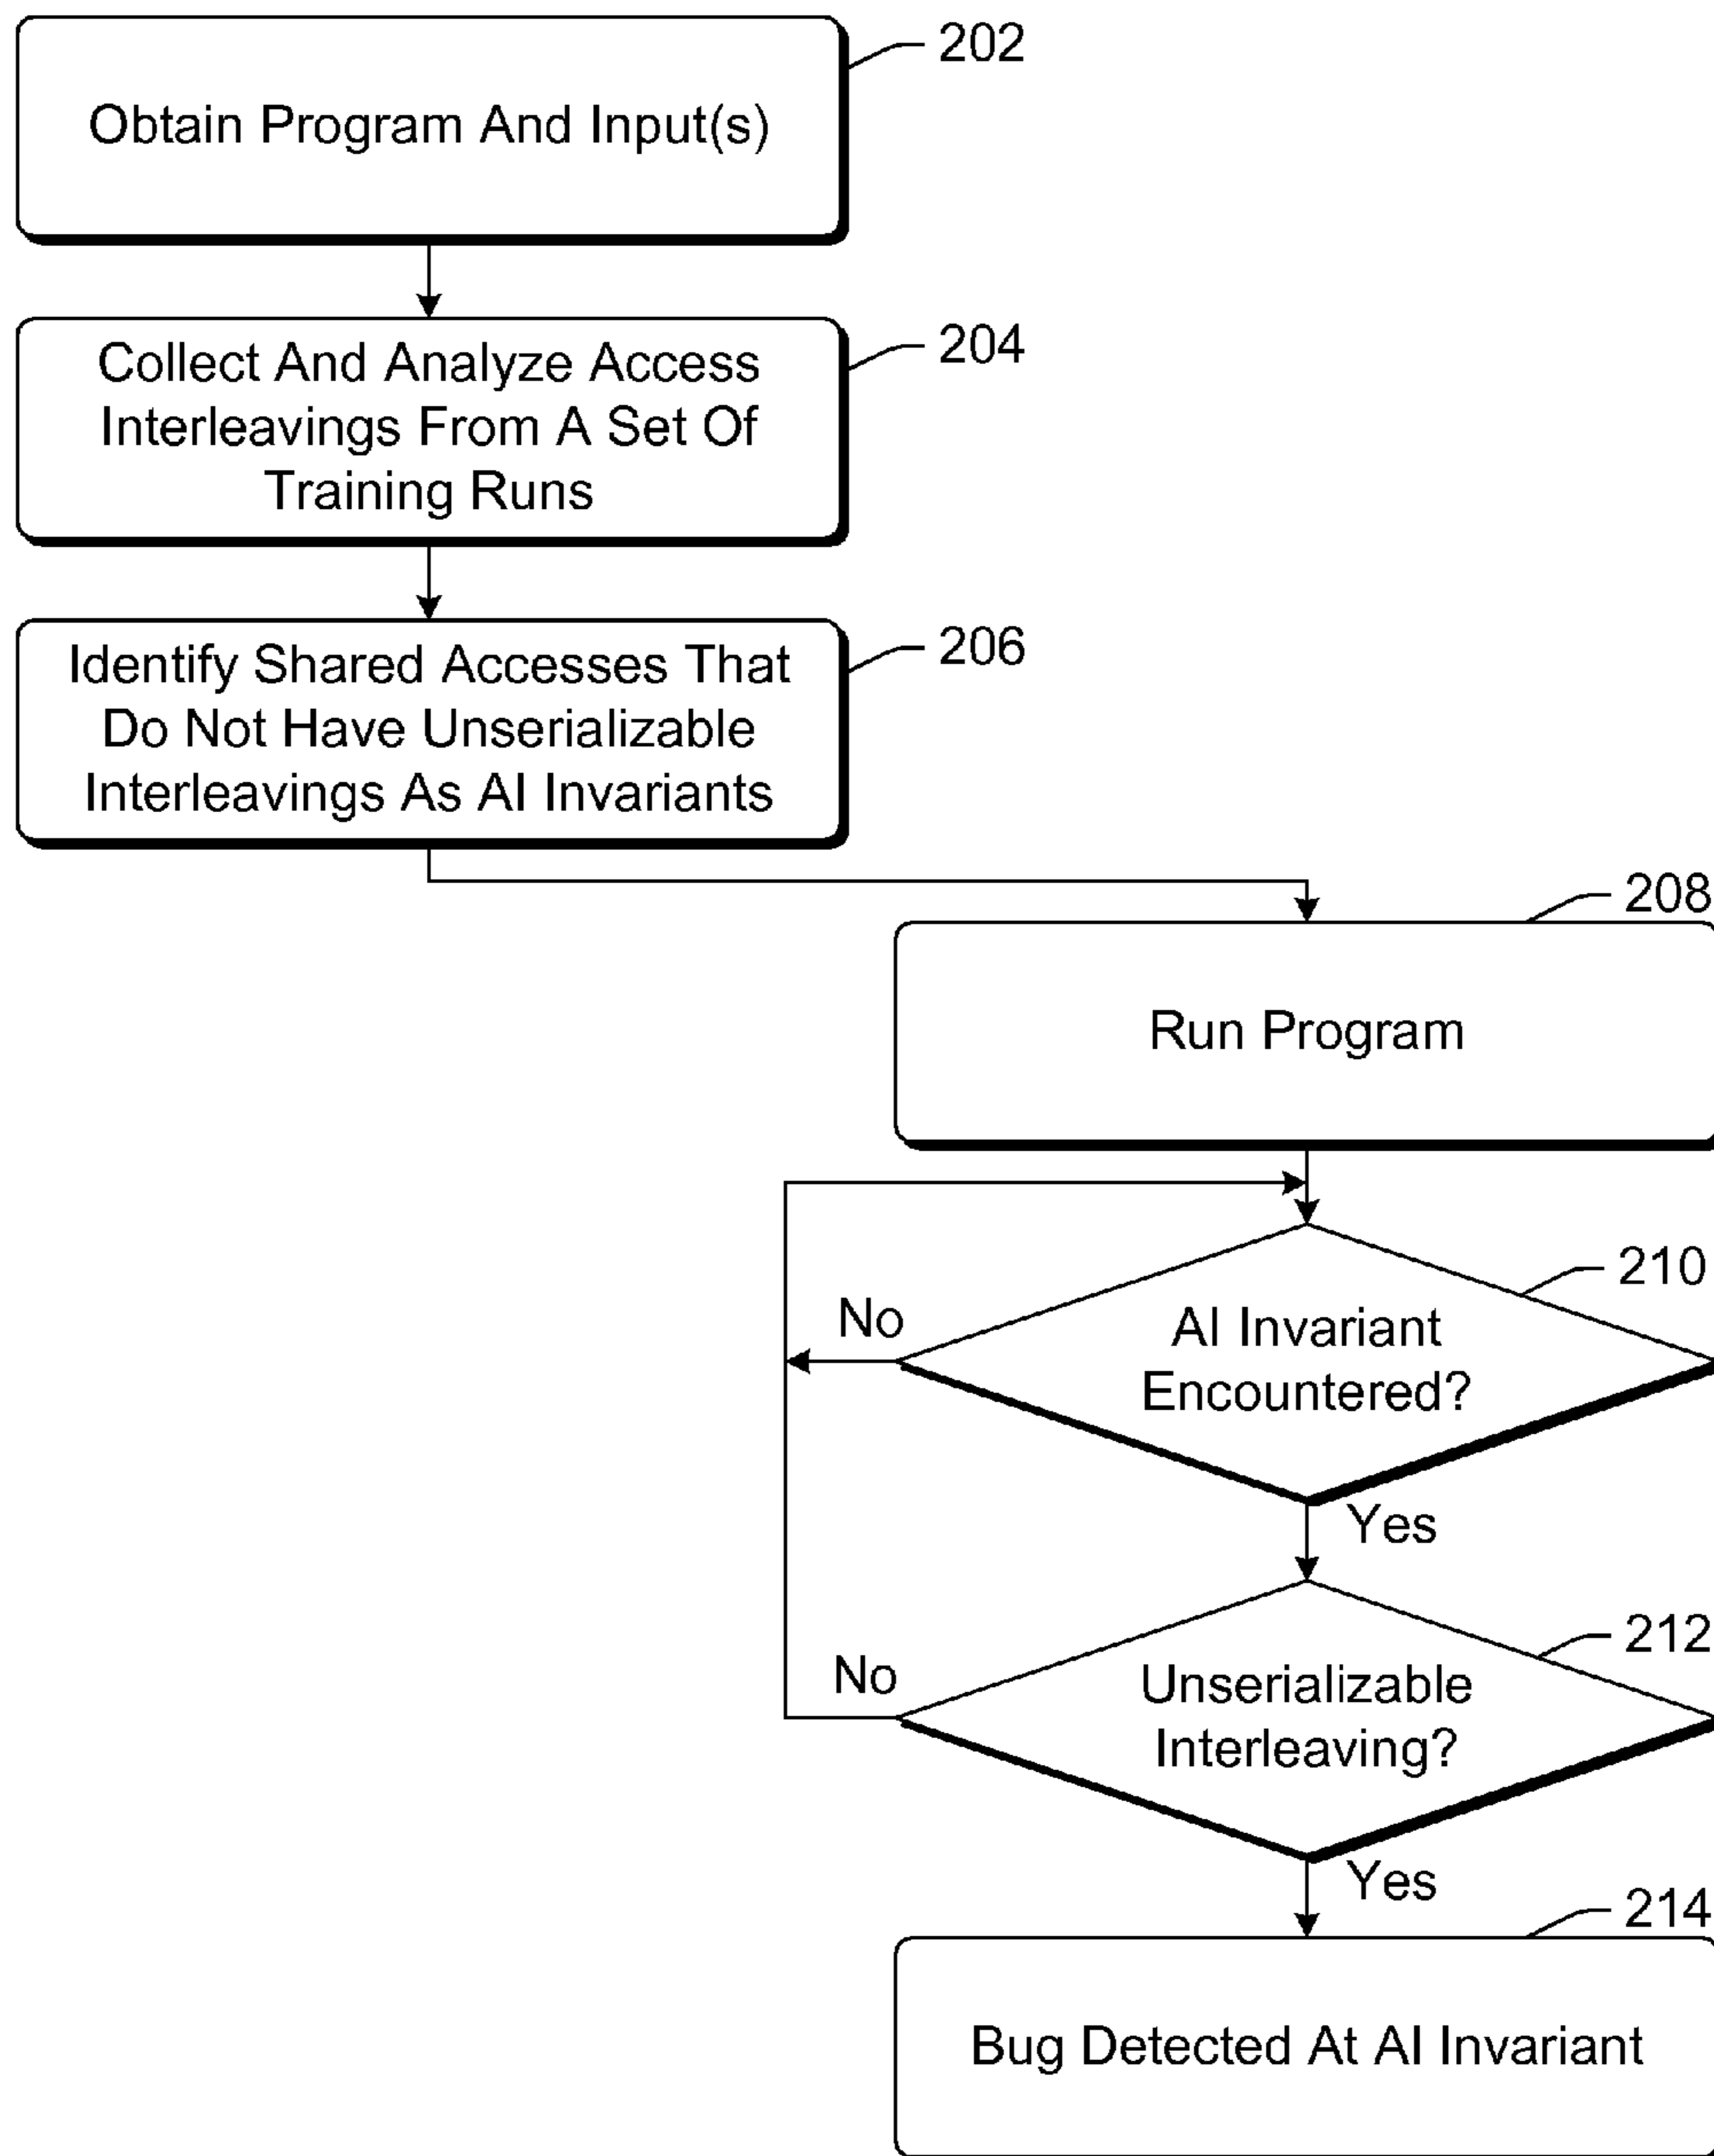 202
Obtain Program And Input(s)
204
Collect And Analyze Access
Interleavings From A Set Of
Training Runs
206
Identify Shared Accesses That
Do Not Have Unserializable
Interleavings As AI Invariants
208
Run Program
210
No
AI Invariant
Encountered?
Yes
212
No
Unserializable
Interleaving?
Yes
214
Bug Detected At AI Invariant